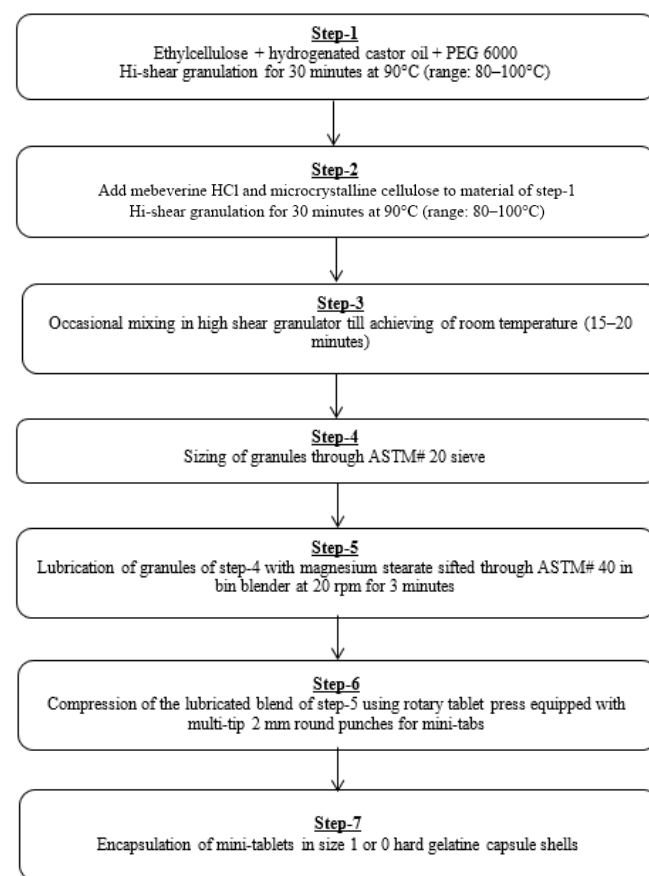 Step-1
Ethylcellulose + hydrogenated castor oil + PEG 6000
Hi-shear granulation for 30 minutes at 90°C (range: 80–100°C)
Step-2
Add mebeverine HCl and microcrystalline cellulose to material of step-1
Hi-shear granulation for 30 minutes at 90°C (range: 80–100°C)
Step-3
Occasional mixing in high shear granulator till achieving of room temperature (15–20
minutes)
Step-4
Sizing of granules through ASTM# 20 sieve
Step-5
Lubrication of granules of step-4 with magnesium stearate sifted through ASTM# 40 in
bin blender at 20 rpm for 3 minutes
Step-6
Compression of the lubricated blend of step-5 using rotary tablet press equipped with
multi-tip 2 mm round punches for mini-tabs
Step-7
Encapsulation of mini-tablets in size 1 or 0 hard gelatine capsule shells